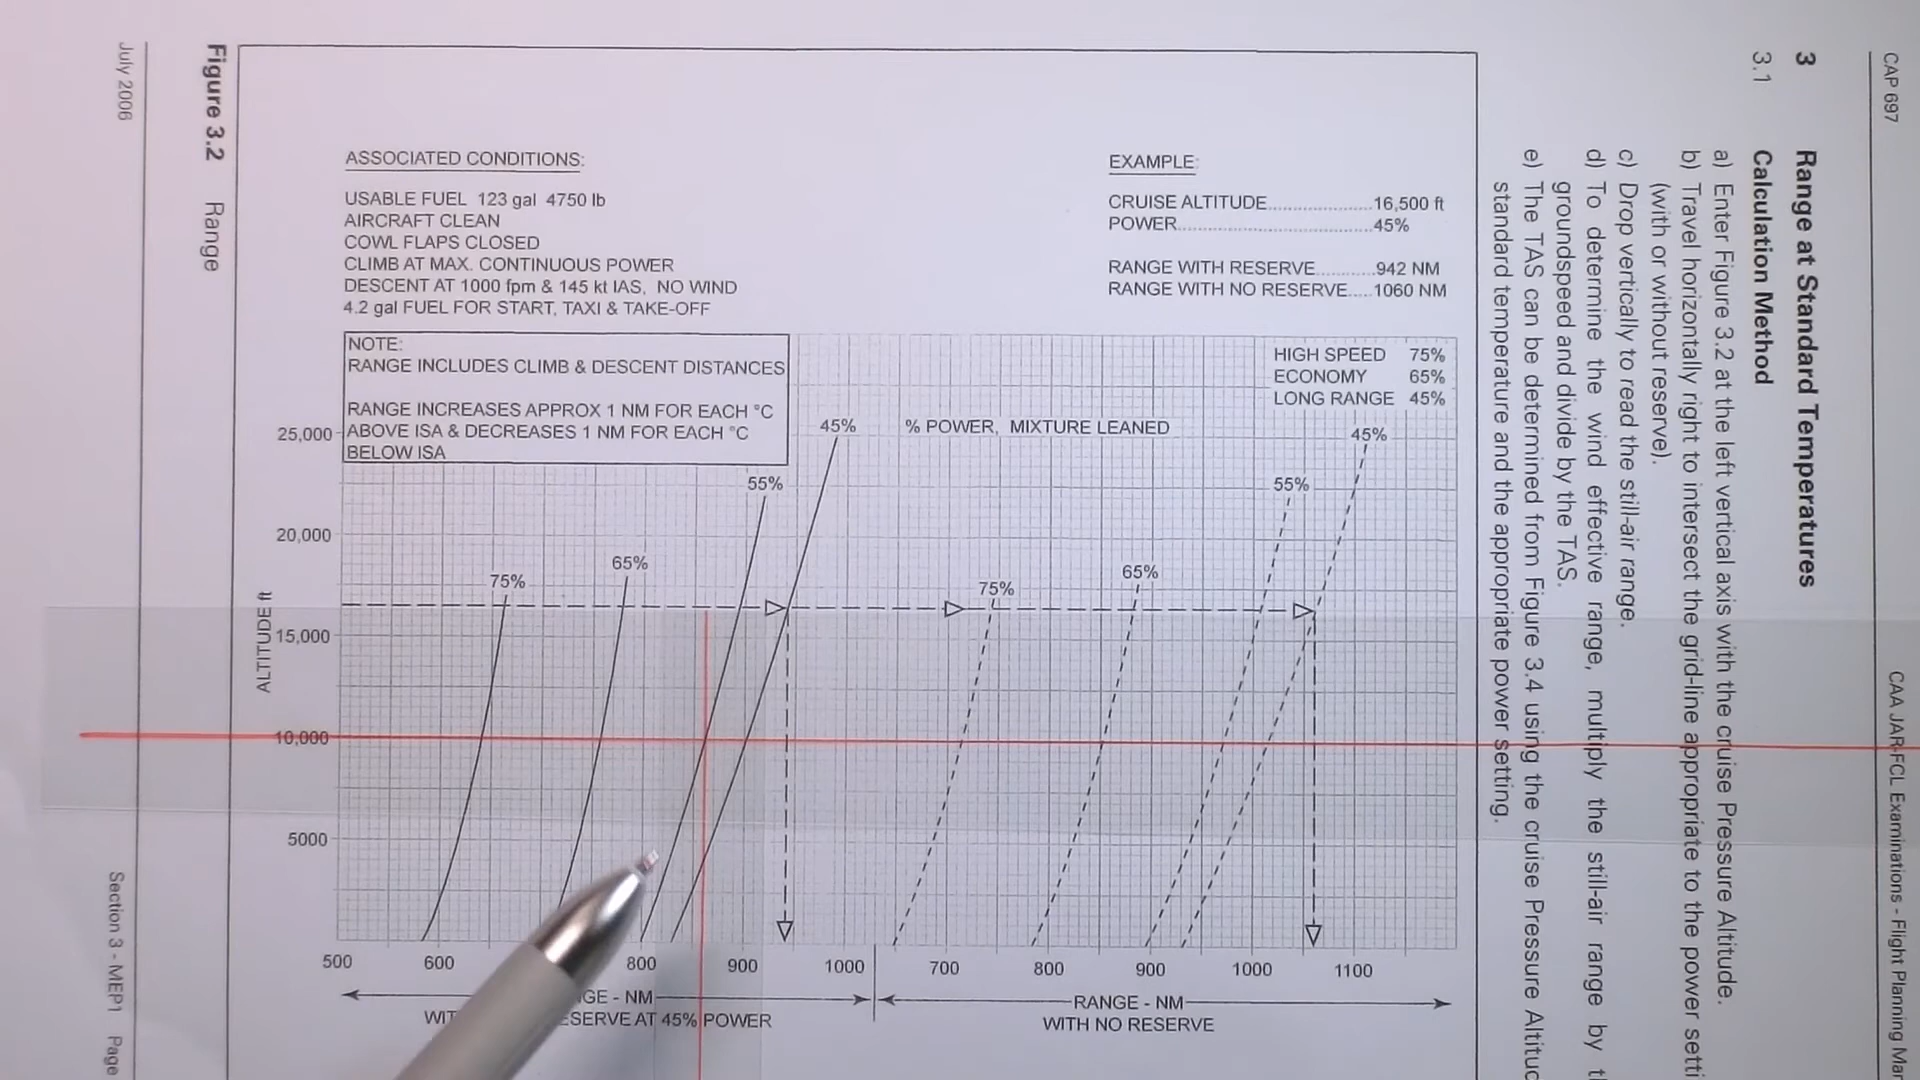 CAP 697
CAA JAR-FCL Examinations - Flight Planning Man
3 Range at Standard Temperatures
3.1 Calculation Method
a) Enter Figure 3.2 at the left vertical axis with the cruise Pressure Altitude.
b) Travel horizontally right to intersect the grid-line appropriate to the power setti
(with or without reserve).
c) Drop vertically to read the still-air range.
d) To determine the wind effective range, multiply the still-air range by t
groundspeed and divide by the TAS.
e) The TAS can be determined from Figure 3.4 using the cruise Pressure Altitud
standard temperature and the appropriate power setting.
ASSOCIATED CONDITIONS:
USABLE FUEL 123 gal 4750 lb
AIRCRAFT CLEAN
COWL FLAPS CLOSED
CLIMB AT MAX. CONTINUOUS POWER
DESCENT AT 1000 fpm & 145 kt IAS, NO WIND
4.2 gal FUEL FOR START, TAXI & TAKE-OFF
EXAMPLE:
CRUISE ALTITUDE.....................16,500 ft
POWER.......................................45%
RANGE WITH RESERVE............942 NM
RANGE WITH NO RESERVE.....1060 NM
NOTE:
RANGE INCLUDES CLIMB & DESCENT DISTANCES
RANGE INCREASES APPROX 1 NM FOR EACH °C
ABOVE ISA & DECREASES 1 NM FOR EACH °C
BELOW ISA
HIGH SPEED 75%
ECONOMY 65%
LONG RANGE 45%
% POWER, MIXTURE LEANED
45%
45%
55%
55%
65%
65%
75%
75%
25,000
20,000
15,000
10,000
5000
ALTITUDE ft
500 600 800 900 1000 700 800 900 1000 1100
GE - NM
WIT ESERVE AT 45% POWER
RANGE - NM
WITH NO RESERVE
Figure 3.2 Range
July 2006
Section 3 - MEP1 Page